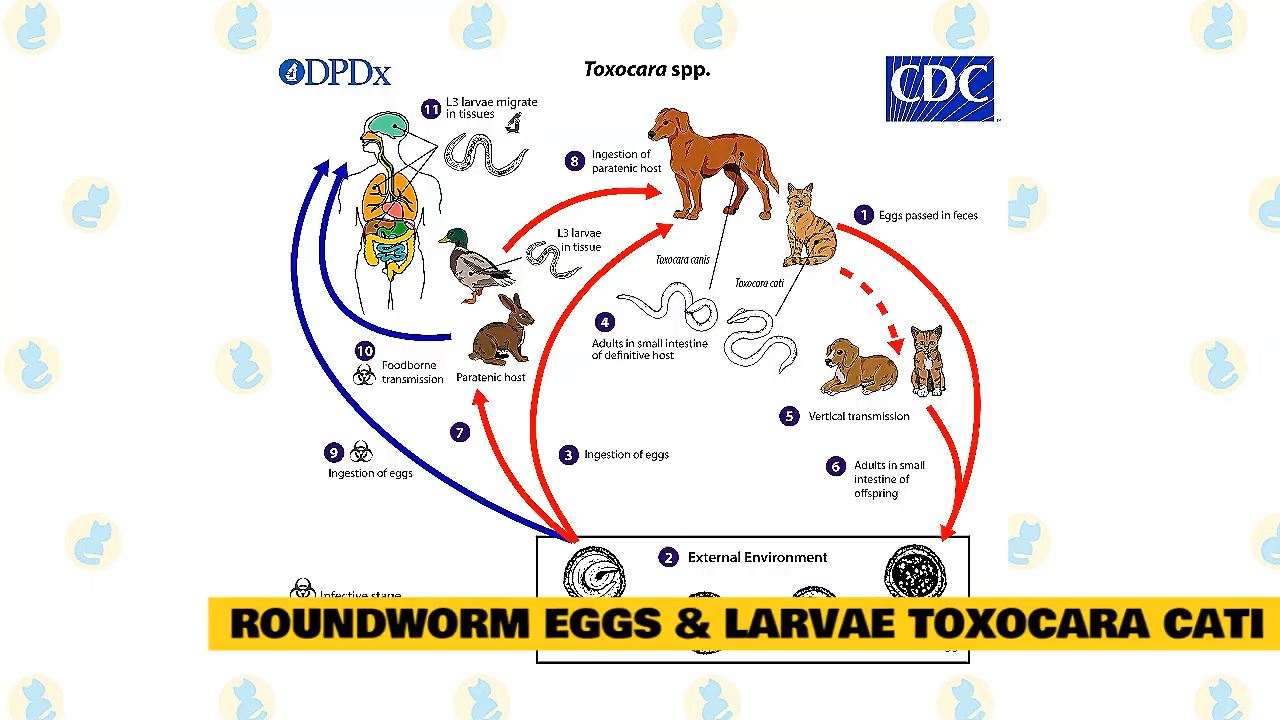 DPDx
Toxocara spp.
CDC
TM
11 L3 larvae migrate
in tissues
8 Ingestion of
paratenic host
1 Eggs passed in feces
L3 larvae
in tissue
Toxocara canis
Toxocara cati
4
Adults in small intestine
of definitive host
10
Foodborne
transmission
Paratenic host
5 Vertical transmission
7
9
Ingestion of eggs
3 Ingestion of eggs
6 Adults in small
intestine of
offspring
2 External Environment
Infective stage
ROUNDWORM EGGS & LARVAE TOXOCARA CATI